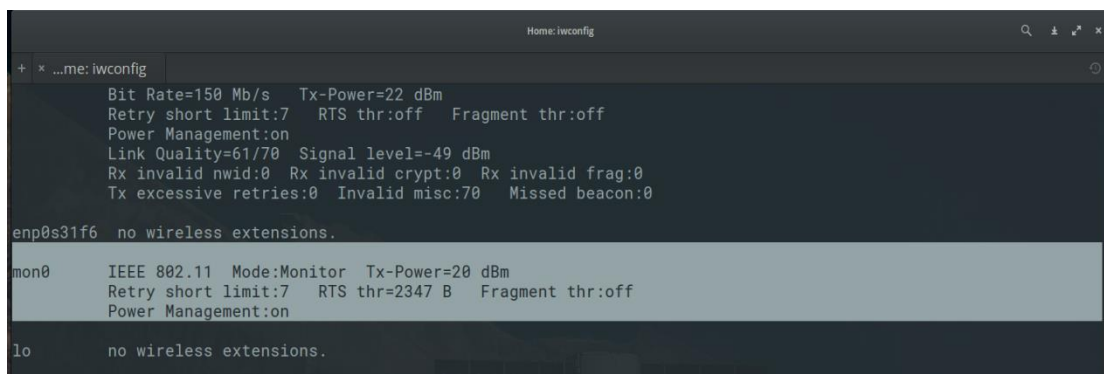 Home: iwconfig
+ × ...me: iwconfig
Bit Rate=150 Mb/s Tx-Power=22 dBm
Retry short limit:7 RTS thr:off Fragment thr:off
Power Management:on
Link Quality=61/70 Signal level=-49 dBm
Rx invalid nwid:0 Rx invalid crypt:0 Rx invalid frag:0
Tx excessive retries:0 Invalid misc:70 Missed beacon:0
enp0s31f6 no wireless extensions.
mon0 IEEE 802.11 Mode:Monitor Tx-Power=20 dBm
Retry short limit:7 RTS thr=2347 B Fragment thr:off
Power Management:on
lo no wireless extensions.